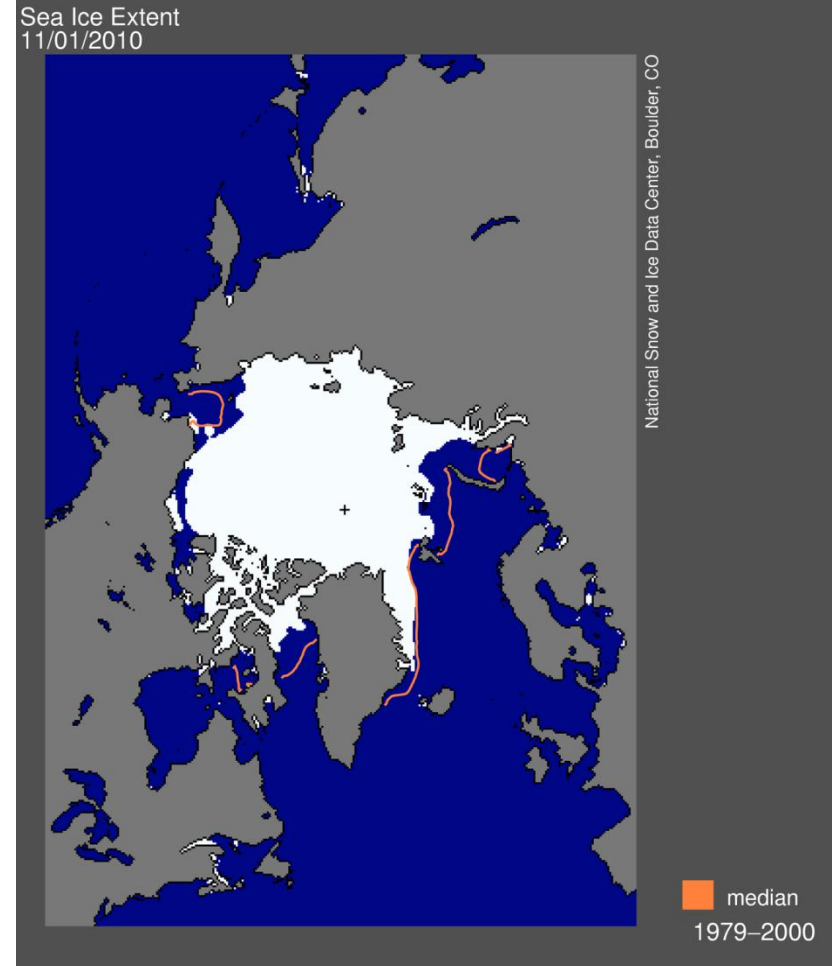 Sea Ice Extent
11/01/2010
National Snow and Ice Data Center, Boulder, CO
median
1979–2000